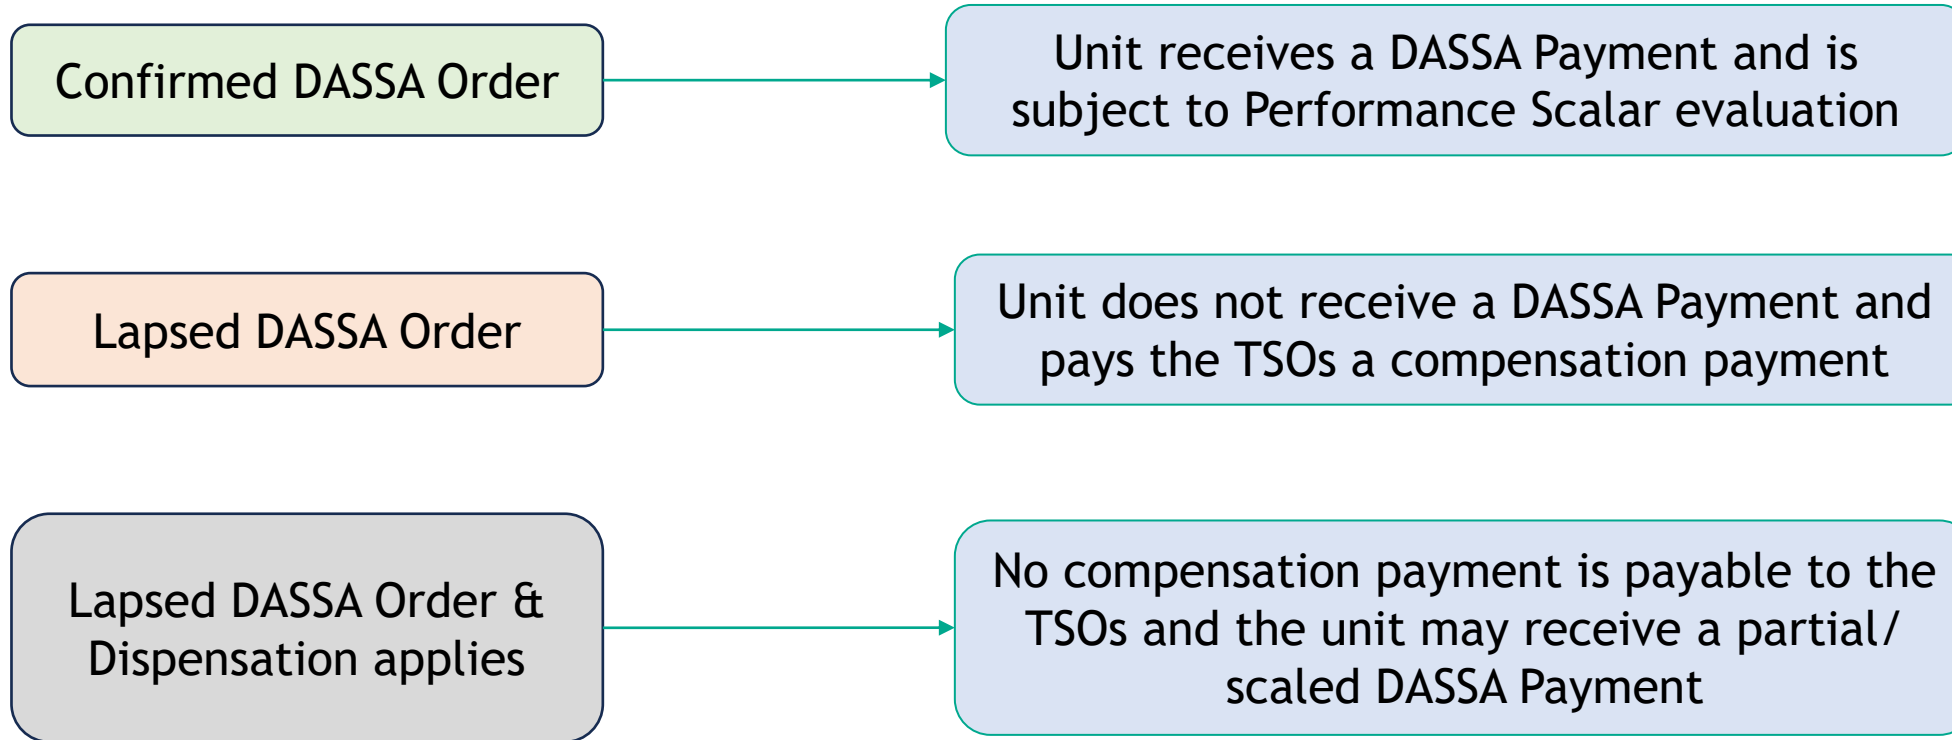 Confirmed DASSA Order
Unit receives a DASSA Payment and is
subject to Performance Scalar evaluation
Lapsed DASSA Order
Unit does not receive a DASSA Payment and
pays the TSOs a compensation payment
Lapsed DASSA Order &
Dispensation applies
No compensation payment is payable to the
TSOs and the unit may receive a partial/
scaled DASSA Payment